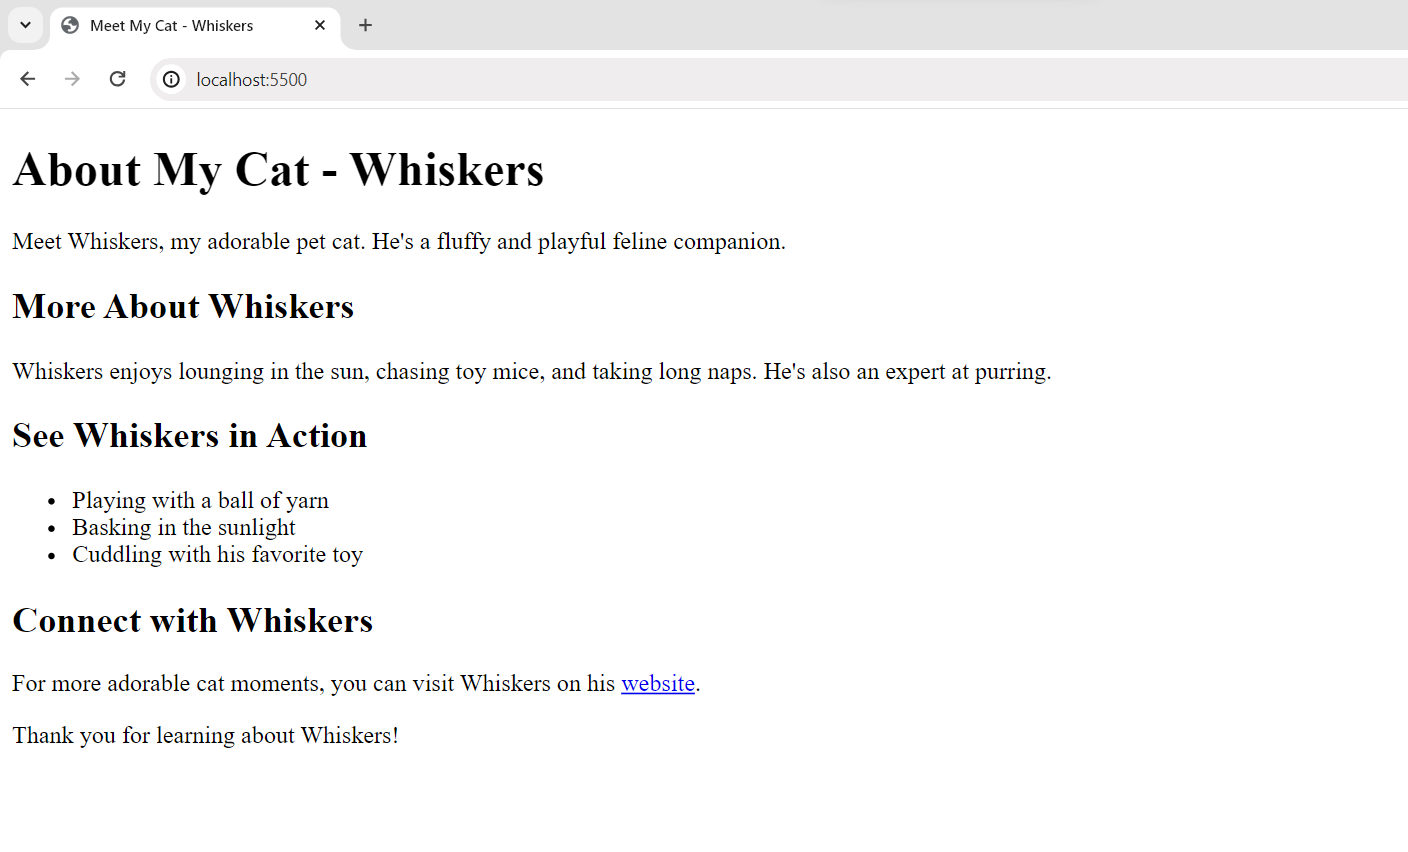 Meet My Cat - Whiskers
localhost:5500
About My Cat - Whiskers
Meet Whiskers, my adorable pet cat. He's a fluffy and playful feline companion.
More About Whiskers
Whiskers enjoys lounging in the sun, chasing toy mice, and taking long naps. He's also an expert at purring.
See Whiskers in Action
• Playing with a ball of yarn
• Basking in the sunlight
• Cuddling with his favorite toy
Connect with Whiskers
For more adorable cat moments, you can visit Whiskers on his website.
Thank you for learning about Whiskers!